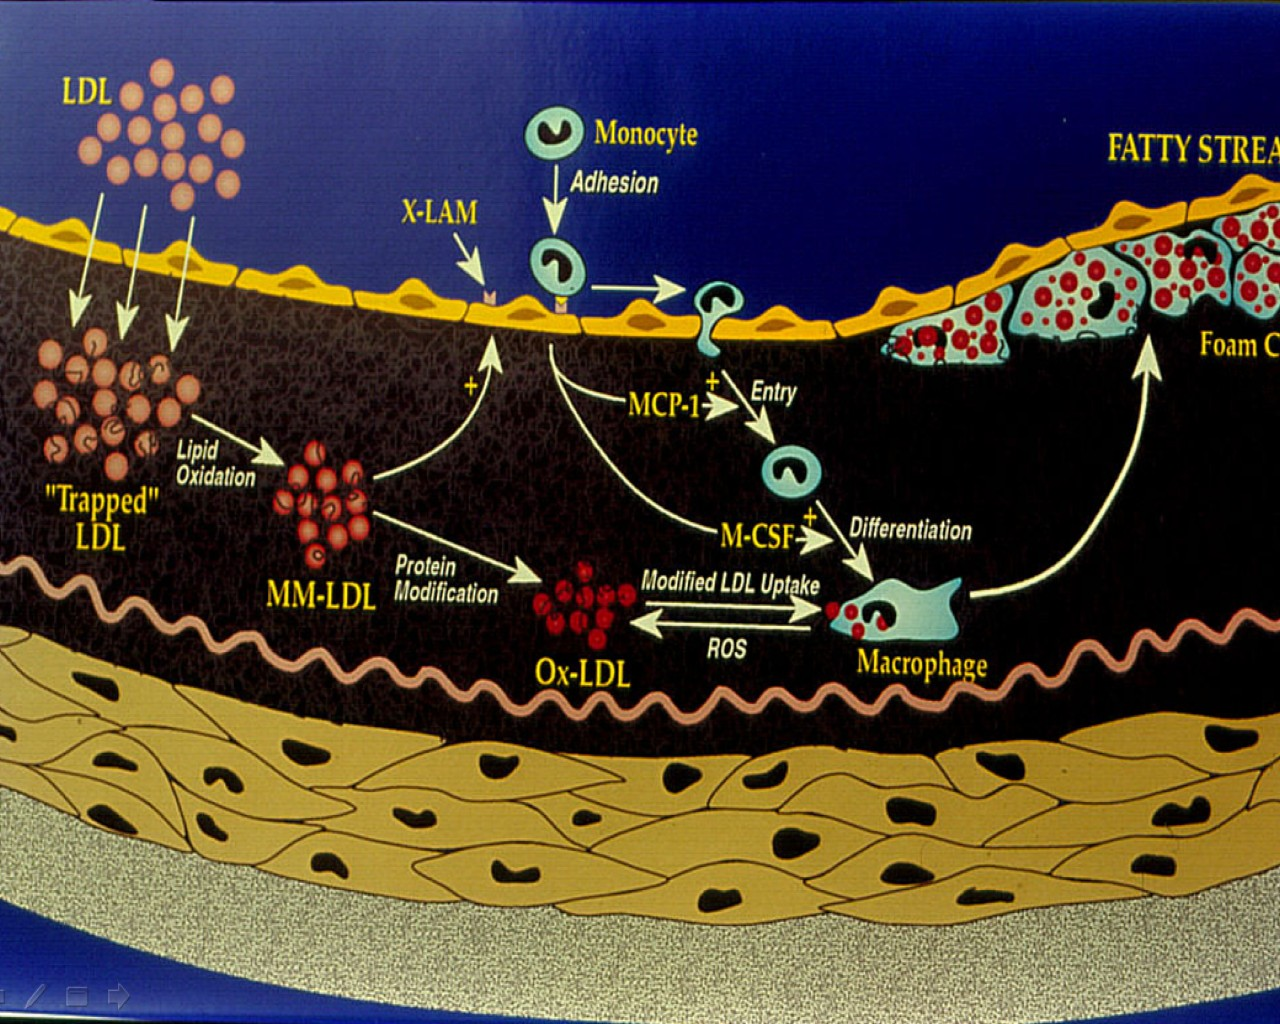 LDL
Monocyte
Adhesion
X-LAM
FATTY STREA
Foam C
+
MCP-1
+
Entry
Lipid
Oxidation
"Trapped"
LDL
MM-LDL
Protein
Modification
M-CSF
+
Differentiation
Modified LDL Uptake
ROS
Ox-LDL
Macrophage